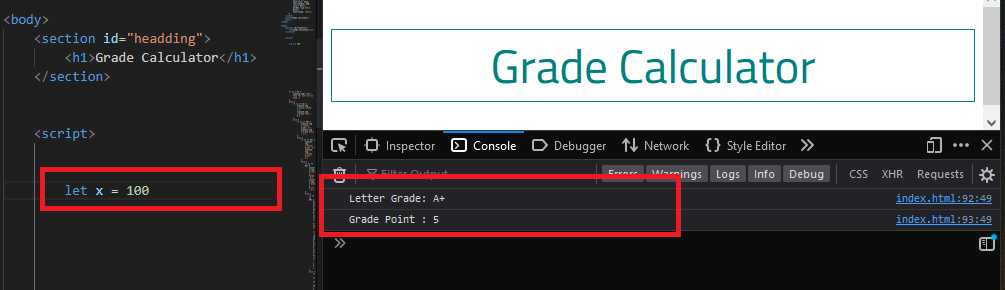 <body>
<section id="headding">
<h1>Grade Calculator</h1>
</section>
<script>
let x = 100
Grade Calculator
Inspector Console Debugger Network Style Editor
Filter Output Errors Warnings Logs Info Debug CSS XHR Requests
Letter Grade: A+ index.html:92:49
Grade Point : 5 index.html:93:49